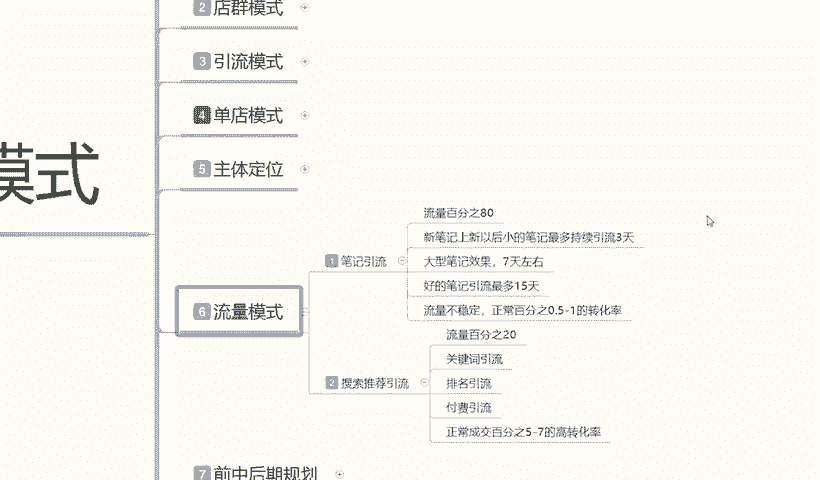 2 店群模式
3 引流模式
4 单店模式
模式
5 主体定位
6 流量模式
1 笔记引流
流量百分之80
新笔记上新以后小的笔记最多持续引流3天
大型笔记效果，7天左右
好的笔记引流最多15天
流量不稳定，正常百分之0.5-1的转化率
2 搜索推荐引流
流量百分之20
关键词引流
排名引流
付费引流
正常成交百分之5-7的高转化率
7 前中后期规划